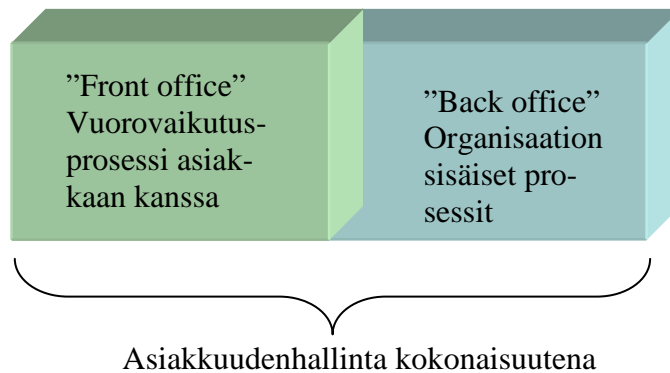 ”Front office”
Vuorovaikutus-
prosessi asiak-
kaan kanssa
”Back office”
Organisaation
sisäiset pro-
sessit
Asiakkuudenhallinta kokonaisuutena